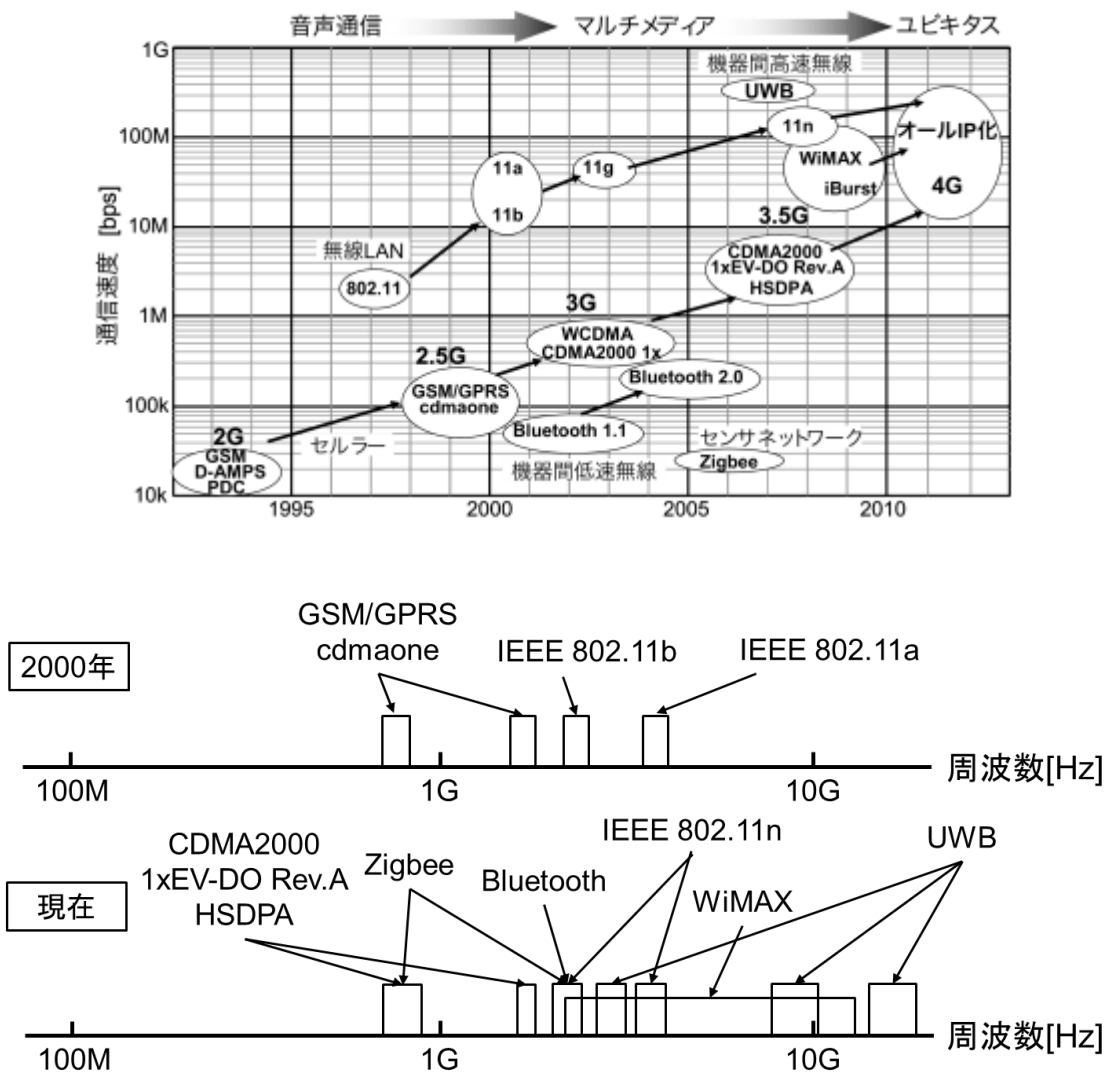 音声通信
マルチメディア
ユビキタス
通信速度 [bps]
1G
100M
10M
1M
100k
10k
機器間高速無線
UWB
11n
オールIP化
WiMAX
iBurst
4G
11a
11b
11g
無線LAN
802.11
3.5G
CDMA2000
1xEV-DO Rev.A
HSDPA
3G
WCDMA
CDMA2000 1x
2.5G
GSM/GPRS
cdmaone
Bluetooth 2.0
Bluetooth 1.1
機器間低速無線
センサネットワーク
Zigbee
2G
GSM
D-AMPS
PDC
セルラー
1995
2000
2005
2010
2000年
GSM/GPRS
cdmaone
IEEE 802.11b
IEEE 802.11a
100M
1G
10G
周波数[Hz]
現在
CDMA2000
1xEV-DO Rev.A
HSDPA
Zigbee
Bluetooth
IEEE 802.11n
WiMAX
UWB
100M
1G
10G
周波数[Hz]